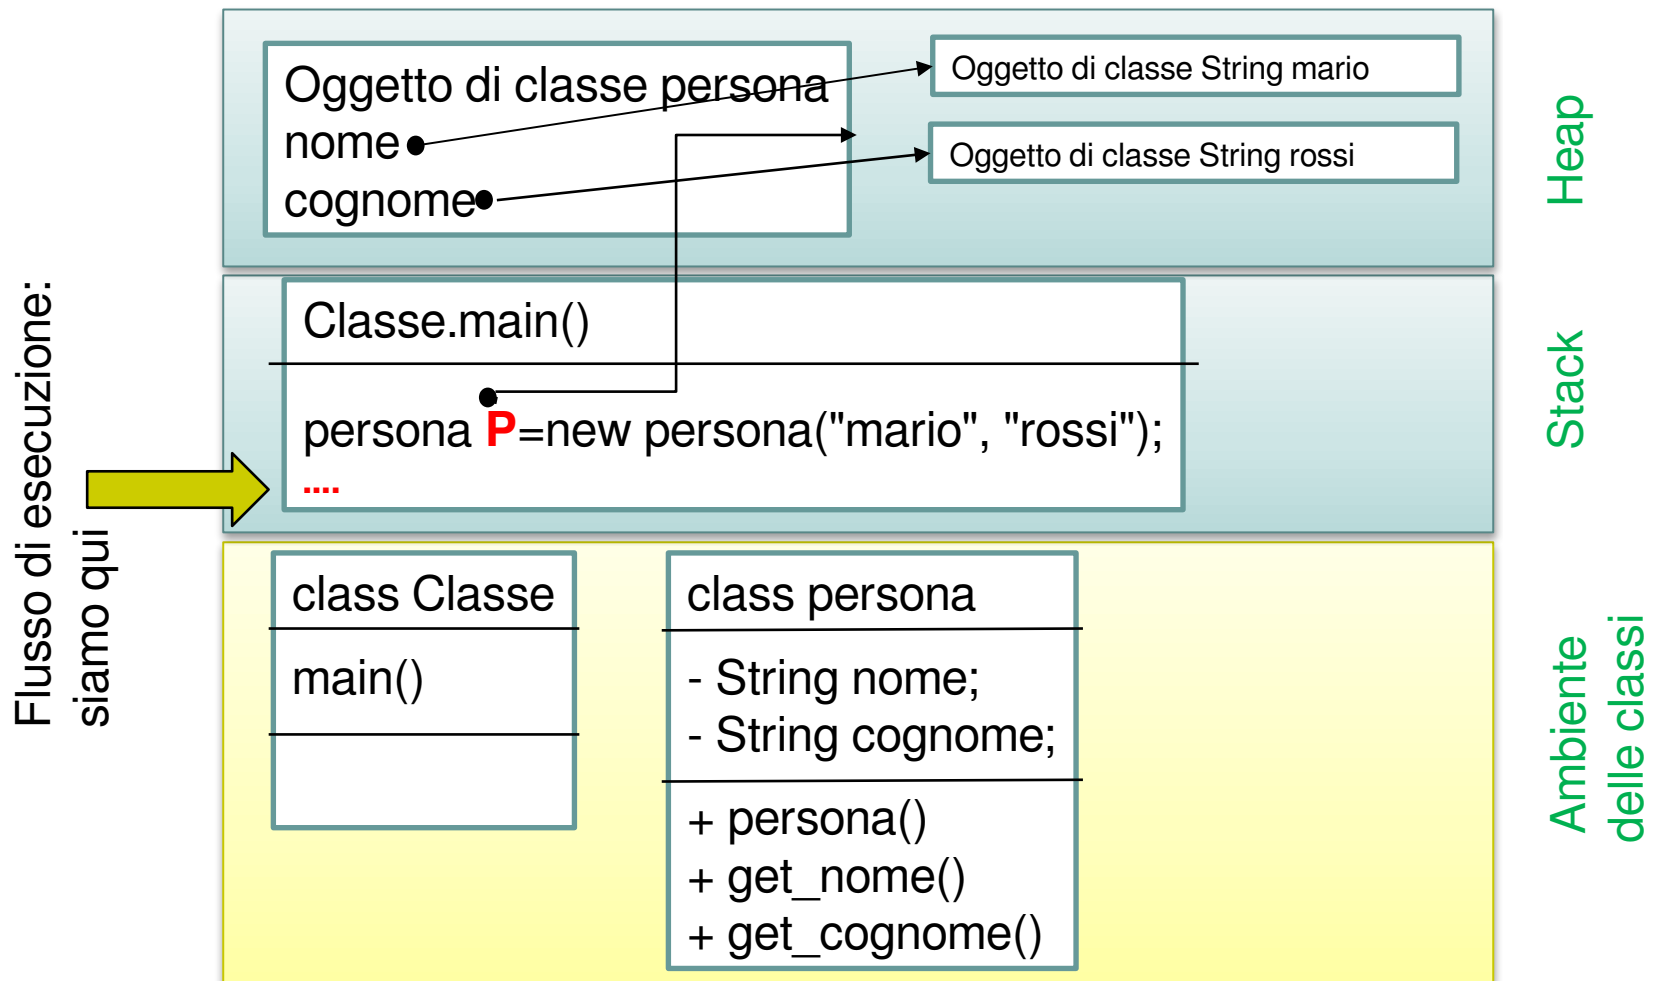 Oggetto di classe persona
nome
cognome
Oggetto di classe String mario
Oggetto di classe String rossi
Heap
Classe.main()
persona P=new persona("mario", "rossi");
....
Stack
Flusso di esecuzione:
siamo qui
class Classe
main()
class persona
- String nome;
- String cognome;
+ persona()
+ get_nome()
+ get_cognome()
Ambiente
delle classi